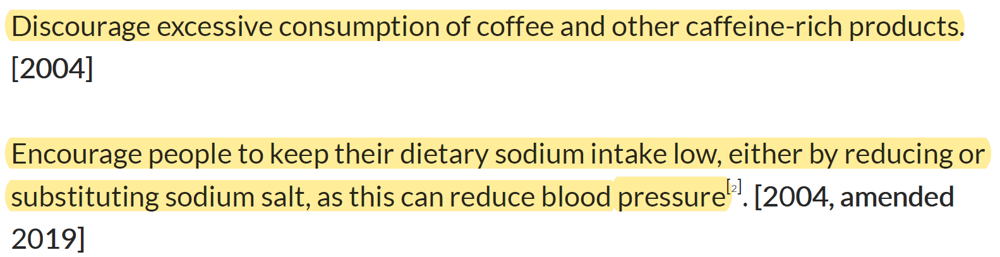 Discourage excessive consumption of coffee and other caffeine-rich products.
[2004]
Encourage people to keep their dietary sodium intake low, either by reducing or
substituting sodium salt, as this can reduce blood pressure[2]. [2004, amended
2019]